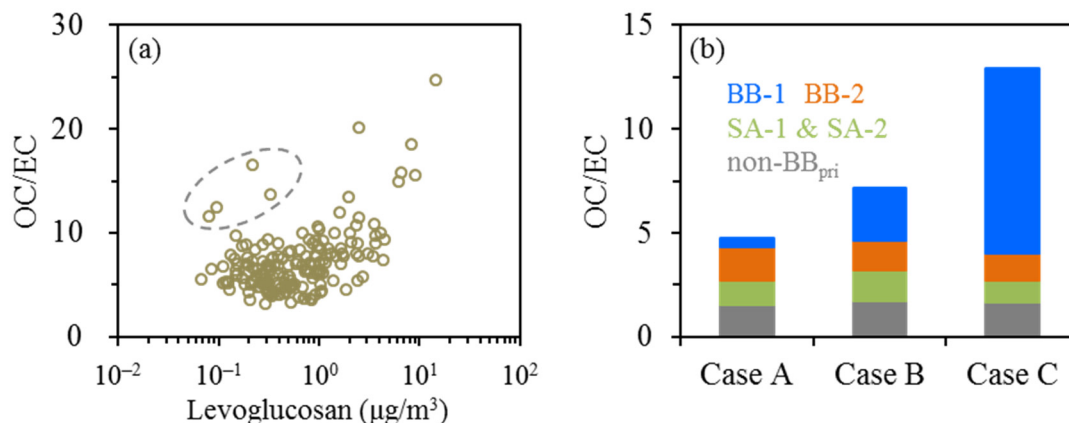 (a)
OC/EC
30
20
10
0
10⁻² 10⁻¹ 10⁰ 10¹ 10²
Levoglucosan (μg/m³)
(b)
OC/EC
15
10
5
0
BB-1 BB-2
SA-1 & SA-2
non-BBpri
Case A Case B Case C